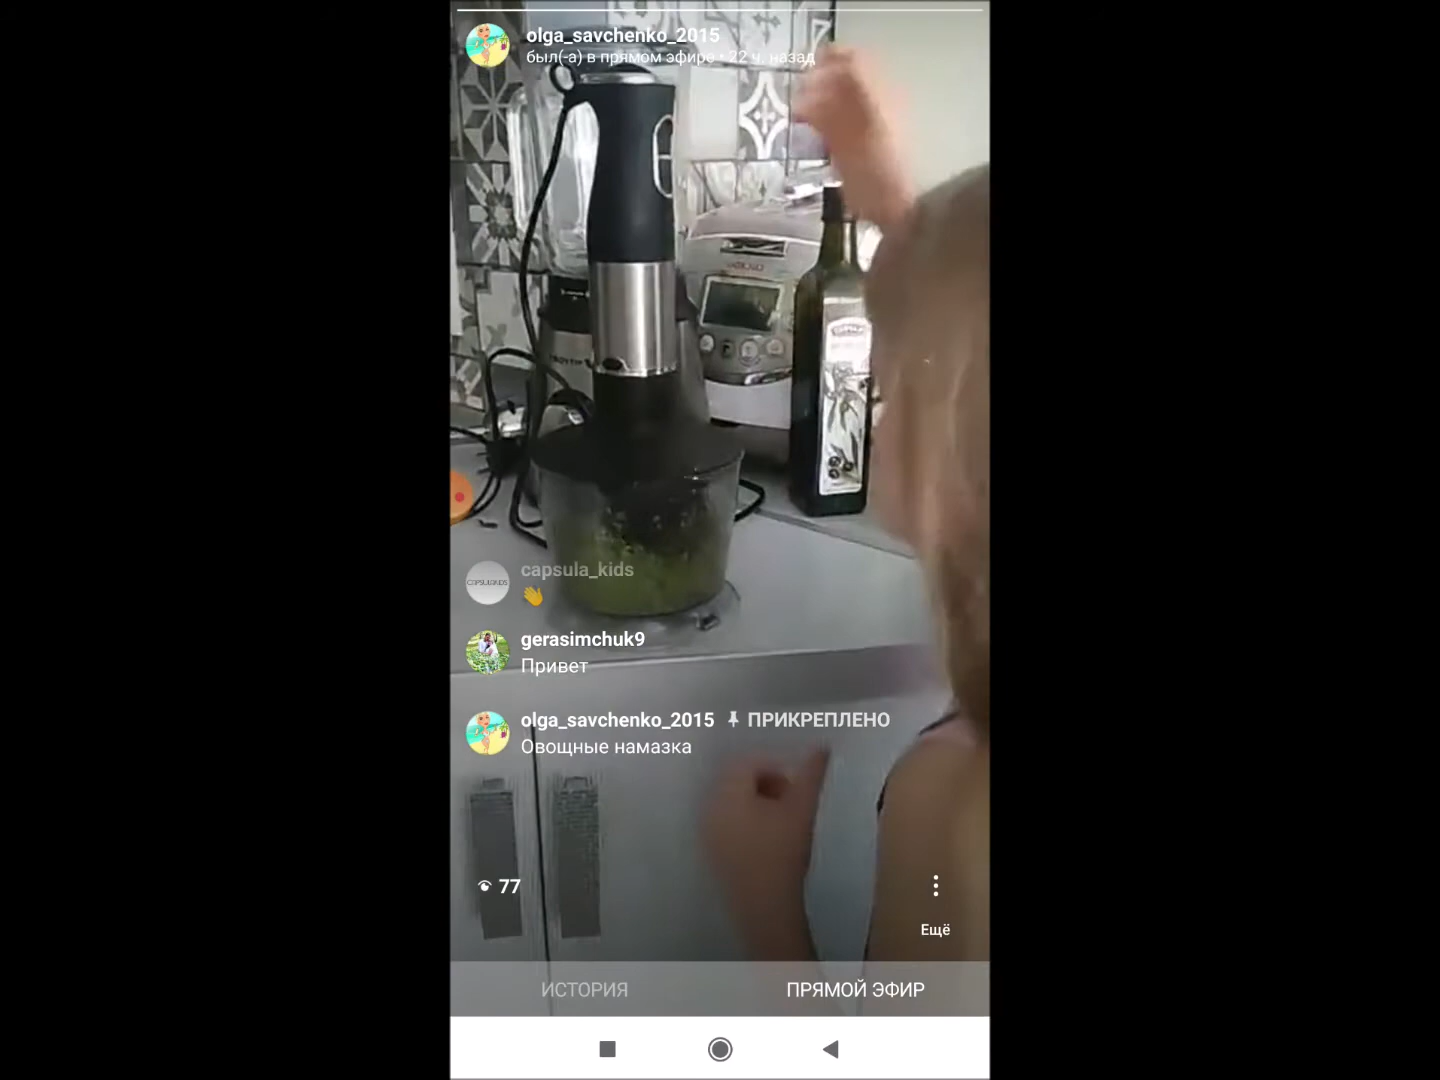 olga_savchenko_2015
был(-а) в прямом эфире • 22 ч. назад
capsula_kids
👋
gerasimchuk9
Привет
olga_savchenko_2015 ПРИКРЕПЛЕНО
Овощные намазка
77
Ещё
ИСТОРИЯ
ПРЯМОЙ ЭФИР